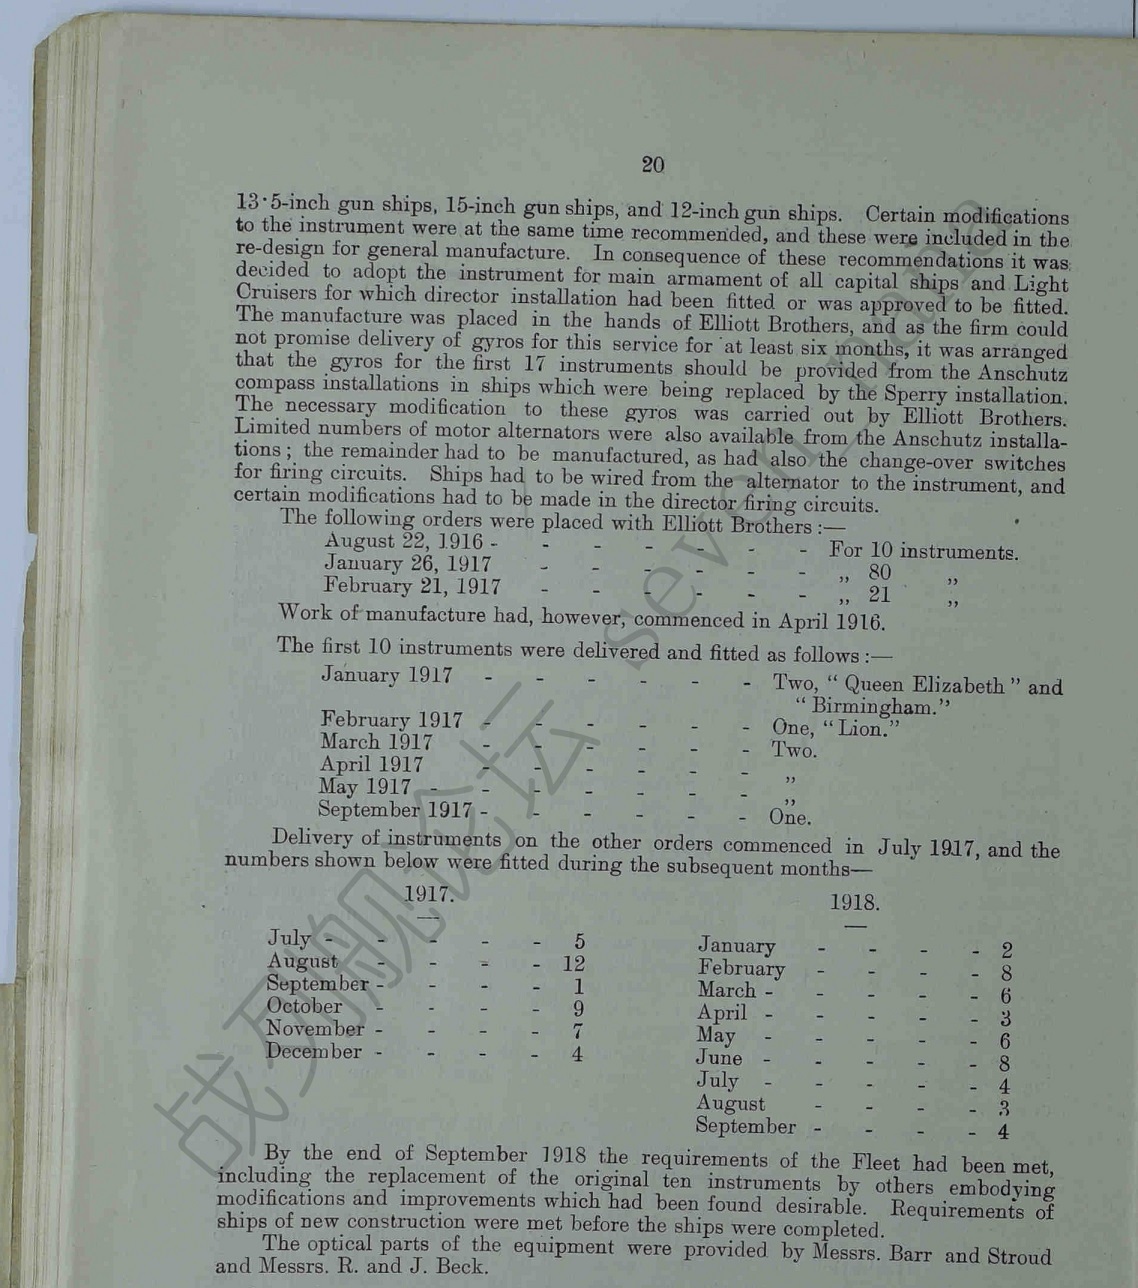 20
13·5-inch gun ships, 15-inch gun ships, and 12-inch gun ships. Certain modifications
to the instrument were at the same time recommended, and these were included in the
re-design for general manufacture. In consequence of these recommendations it was
decided to adopt the instrument for main armament of all capital ships and Light
Cruisers for which director installation had been fitted or was approved to be fitted.
The manufacture was placed in the hands of Elliott Brothers, and as the firm could
not promise delivery of gyros for this service for at least six months, it was arranged
that the gyros for the first 17 instruments should be provided from the Anschutz
compass installations in ships which were being replaced by the Sperry installation.
The necessary modification to these gyros was carried out by Elliott Brothers.
Limited numbers of motor alternators were also available from the Anschutz installa-
tions; the remainder had to be manufactured, as had also the change-over switches
for firing circuits. Ships had to be wired from the alternator to the instrument, and
certain modifications had to be made in the director firing circuits.
The following orders were placed with Elliott Brothers:—
August 22, 1916 - - - - - - - For 10 instruments.
January 26, 1917 - - - - - - „ 80 „
February 21, 1917 - - - - - - „ 21 „
Work of manufacture had, however, commenced in April 1916.
The first 10 instruments were delivered and fitted as follows:—
January 1917 - - - - - - Two, "Queen Elizabeth" and
"Birmingham."
February 1917 - - - - - - One, "Lion."
March 1917 - - - - - - Two.
April 1917 - - - - - - „
May 1917 - - - - - - - „
September 1917 - - - - - - One.
Delivery of instruments on the other orders commenced in July 1917, and the
numbers shown below were fitted during the subsequent months—
1917.
July - - - - - 5
August - - - - 12
September - - - - 1
October - - - - 9
November - - - - 7
December - - - - 4
1918.
January - - - - 2
February - - - - 8
March - - - - - 6
April - - - - - 3
May - - - - - 6
June - - - - - 8
July - - - - - 4
August - - - - 3
September - - - - 4
By the end of September 1918 the requirements of the Fleet had been met,
including the replacement of the original ten instruments by others embodying
modifications and improvements which had been found desirable. Requirements of
ships of new construction were met before the ships were completed.
The optical parts of the equipment were provided by Messrs. Barr and Stroud
and Messrs. R. and J. Beck.
战列舰论坛 seven_nana